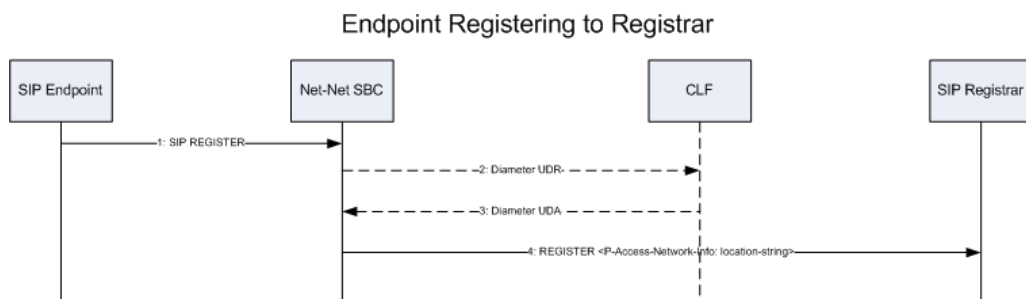 Endpoint Registering to Registrar
SIP Endpoint
Net-Net SBC
CLF
SIP Registrar
1: SIP REGISTER
2: Diameter UDR
3: Diameter UDA
4: REGISTER <P-Access-Network-Info: location-string>